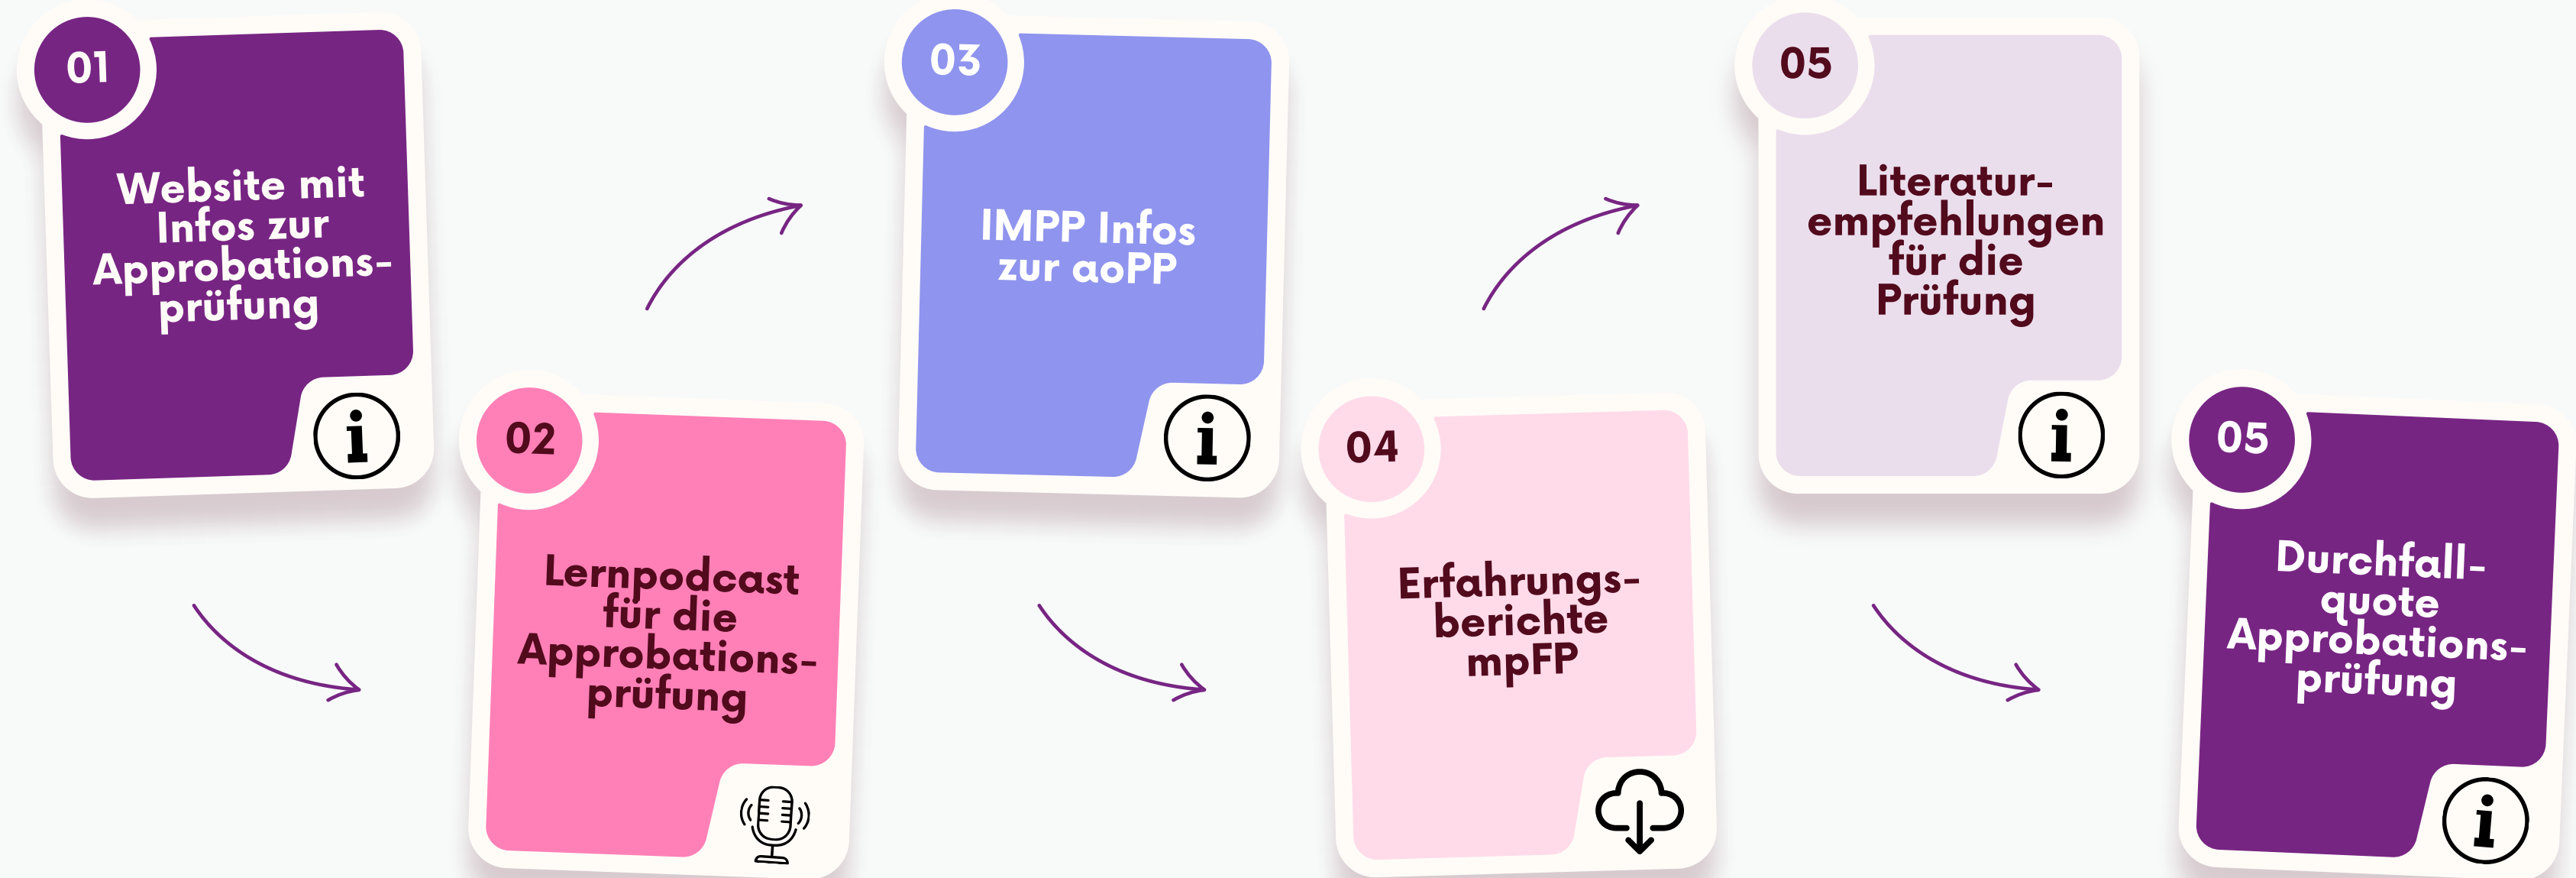 01
Website mit
Infos zur
Approbations-
prüfung
02
Lernpodcast
für die
Approbations-
prüfung
03
IMPP Infos
zur aoPP
04
Erfahrungs-
berichte
mpFP
05
Literatur-
empfehlungen
für die
Prüfung
05
Durchfall-
quote
Approbations-
prüfung